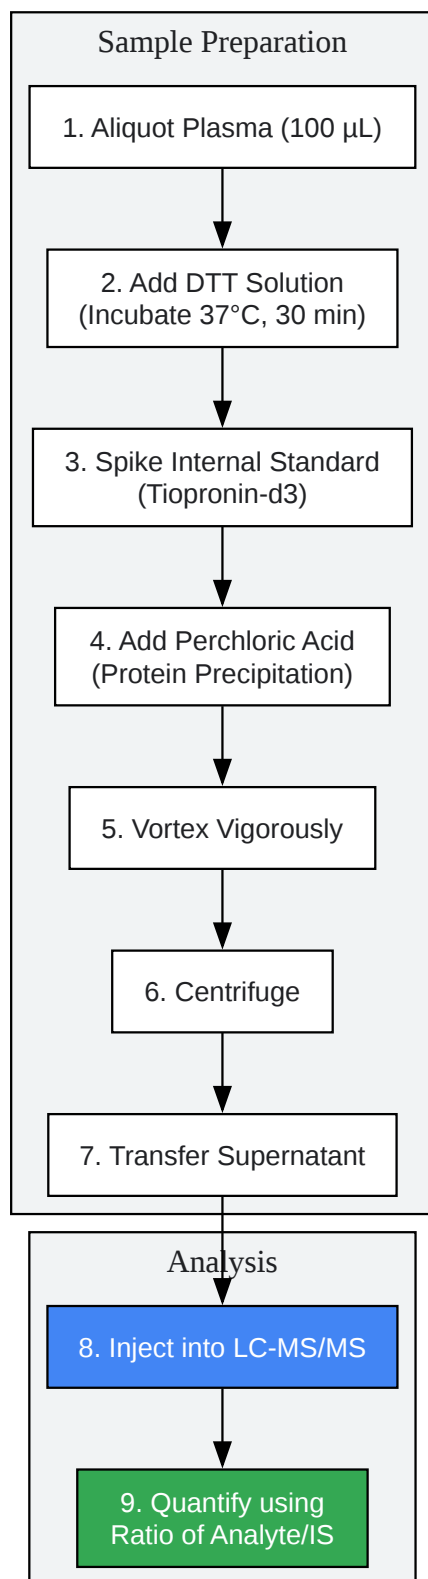 Sample Preparation
1. Aliquot Plasma (100 µL)
2. Add DTT Solution
(Incubate 37°C, 30 min)
3. Spike Internal Standard
(Tiopronin-d3)
4. Add Perchloric Acid
(Protein Precipitation)
5. Vortex Vigorously
6. Centrifuge
7. Transfer Supernatant
Analysis
8. Inject into LC-MS/MS
9. Quantify using
Ratio of Analyte/IS